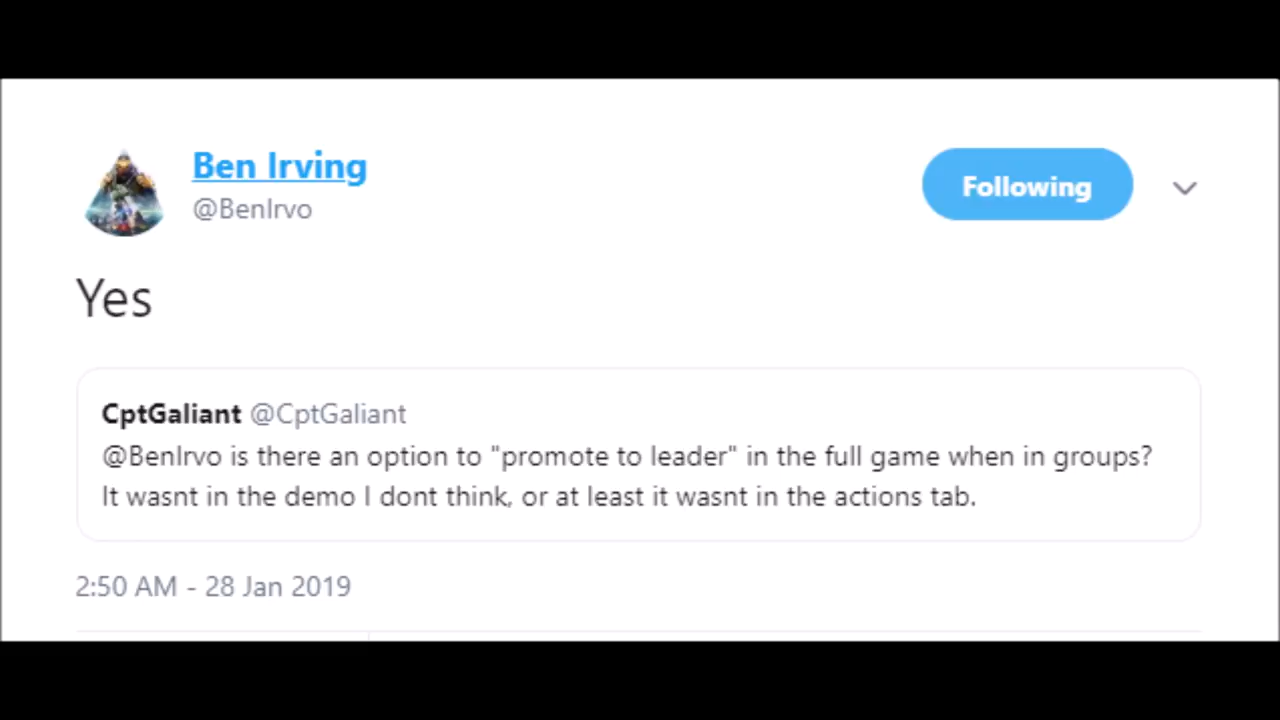 Ben Irving
@BenIrvo
Following
Yes
CptGaliant @CptGaliant
@BenIrvo is there an option to "promote to leader" in the full game when in groups?
It wasnt in the demo I dont think, or at least it wasnt in the actions tab.
2:50 AM - 28 Jan 2019